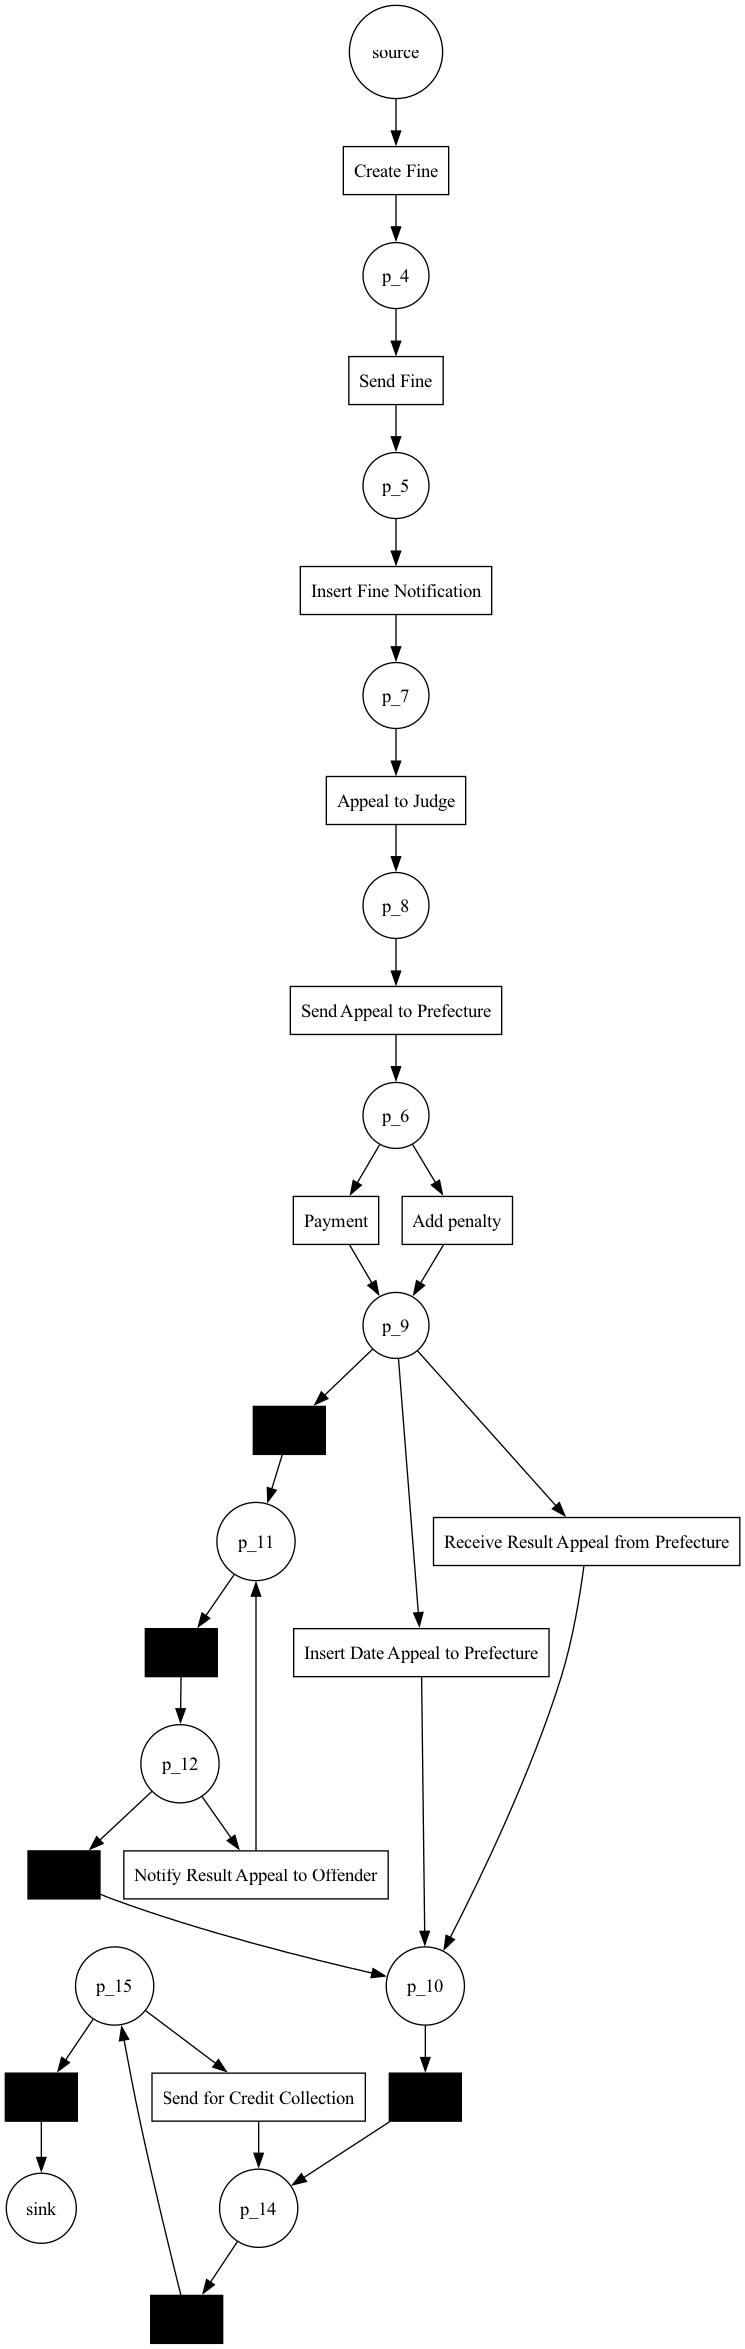 source
Create Fine
p_4
Send Fine
p_5
Insert Fine Notification
p_7
Appeal to Judge
p_8
Send Appeal to Prefecture
p_6
Payment
Add penalty
p_9
p_11
Receive Result Appeal from Prefecture
Insert Date Appeal to Prefecture
p_12
Notify Result Appeal to Offender
p_15
p_10
Send for Credit Collection
sink
p_14